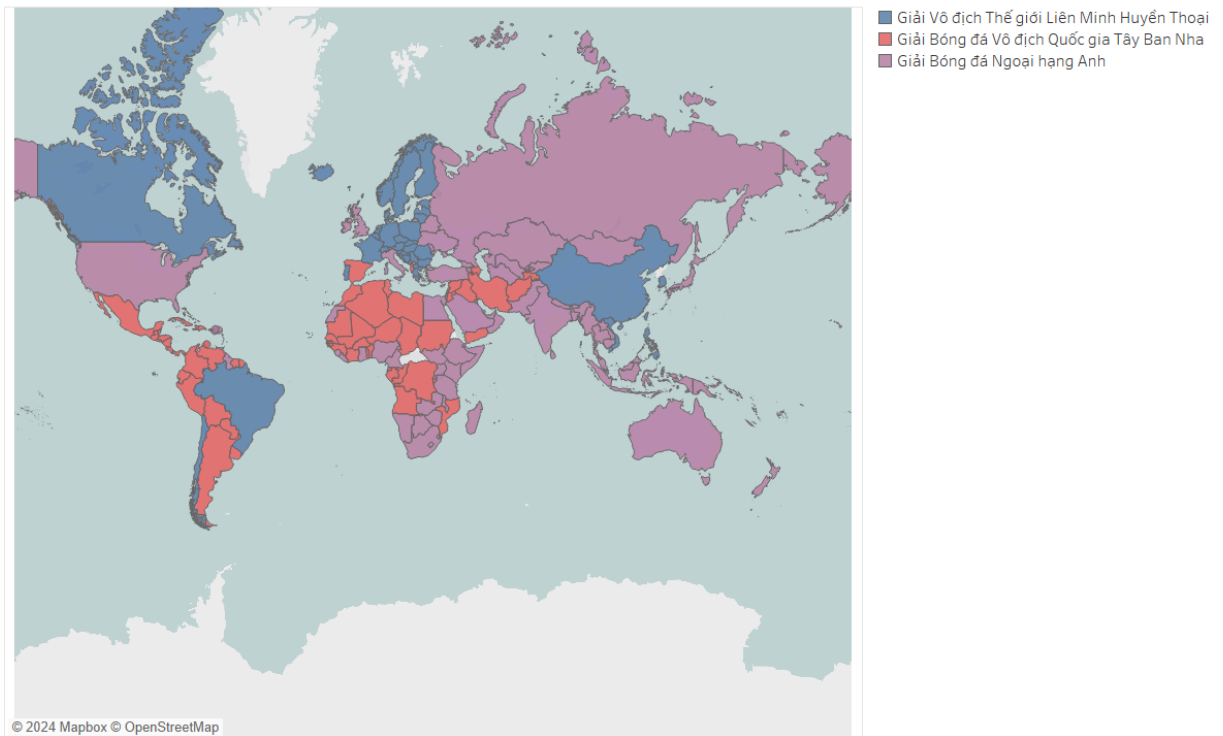 Giải Vô địch Thế giới Liên Minh Huyền Thoại
Giải Bóng đá Vô địch Quốc gia Tây Ban Nha
Giải Bóng đá Ngoại hạng Anh
© 2024 Mapbox © OpenStreetMap